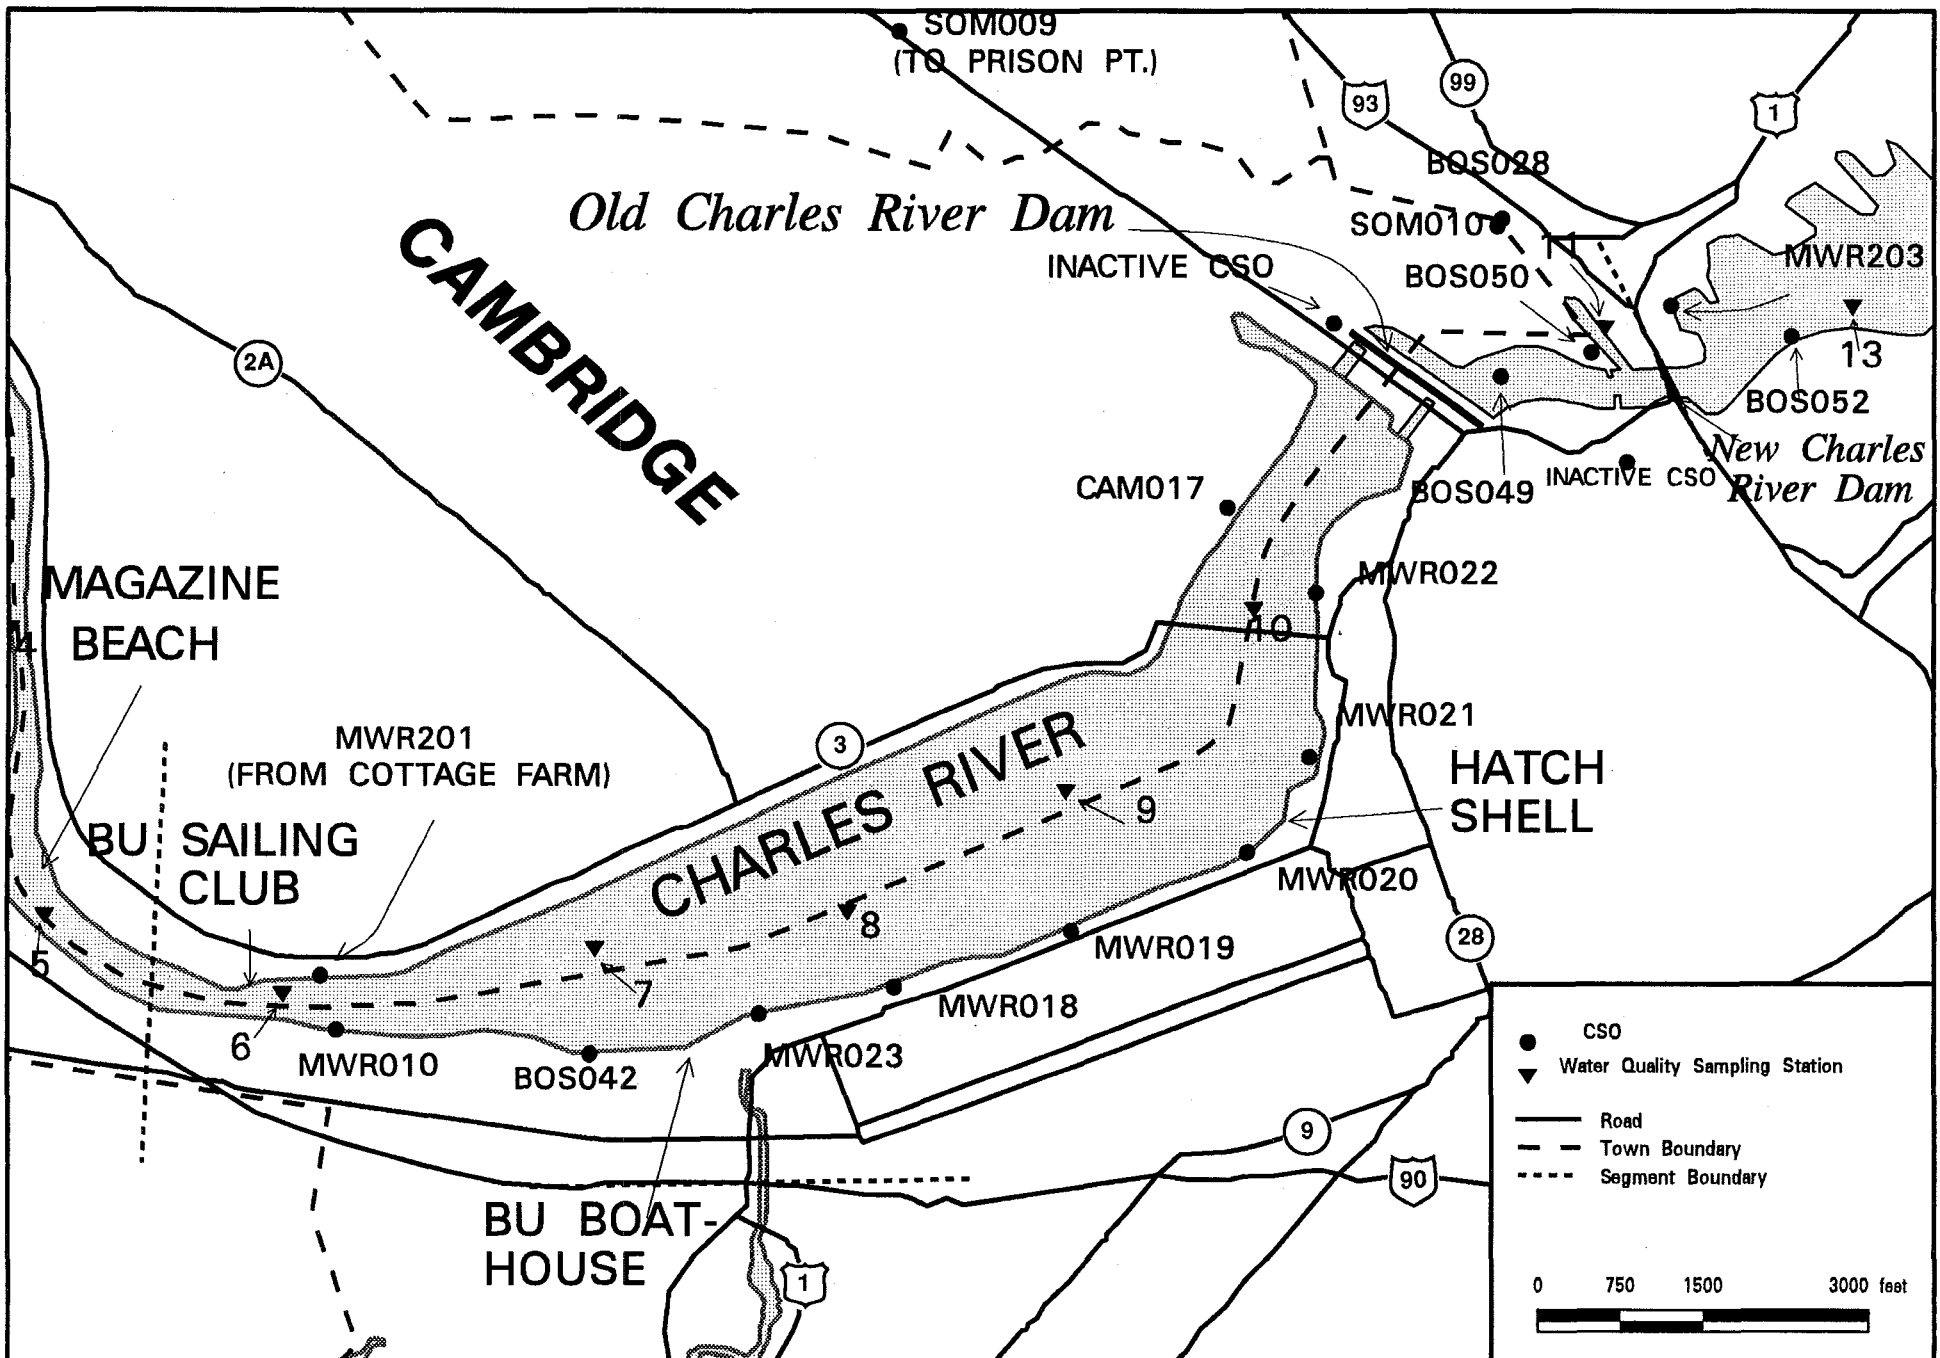 SOM009
(TO PRISON PT.)
93
99
1
BOS028
Old Charles River Dam
SOM010
11
INACTIVE CSO
BOS050
MWR203
CAMBRIDGE
2A
13
BOS052
New Charles
River Dam
CAM017
BOS049
INACTIVE CSO
MAGAZINE
BEACH
4
MWR022
10
MWR201
(FROM COTTAGE FARM)
3
CHARLES RIVER
MWR021
HATCH
SHELL
9
BU SAILING
CLUB
8
MWR020
5
7
MWR019
28
6
MWR018
MWR010
BOS042
MWR023
BU BOAT-
HOUSE
1
9
90
CSO
Water Quality Sampling Station
Road
Town Boundary
Segment Boundary
0 750 1500 3000 feet